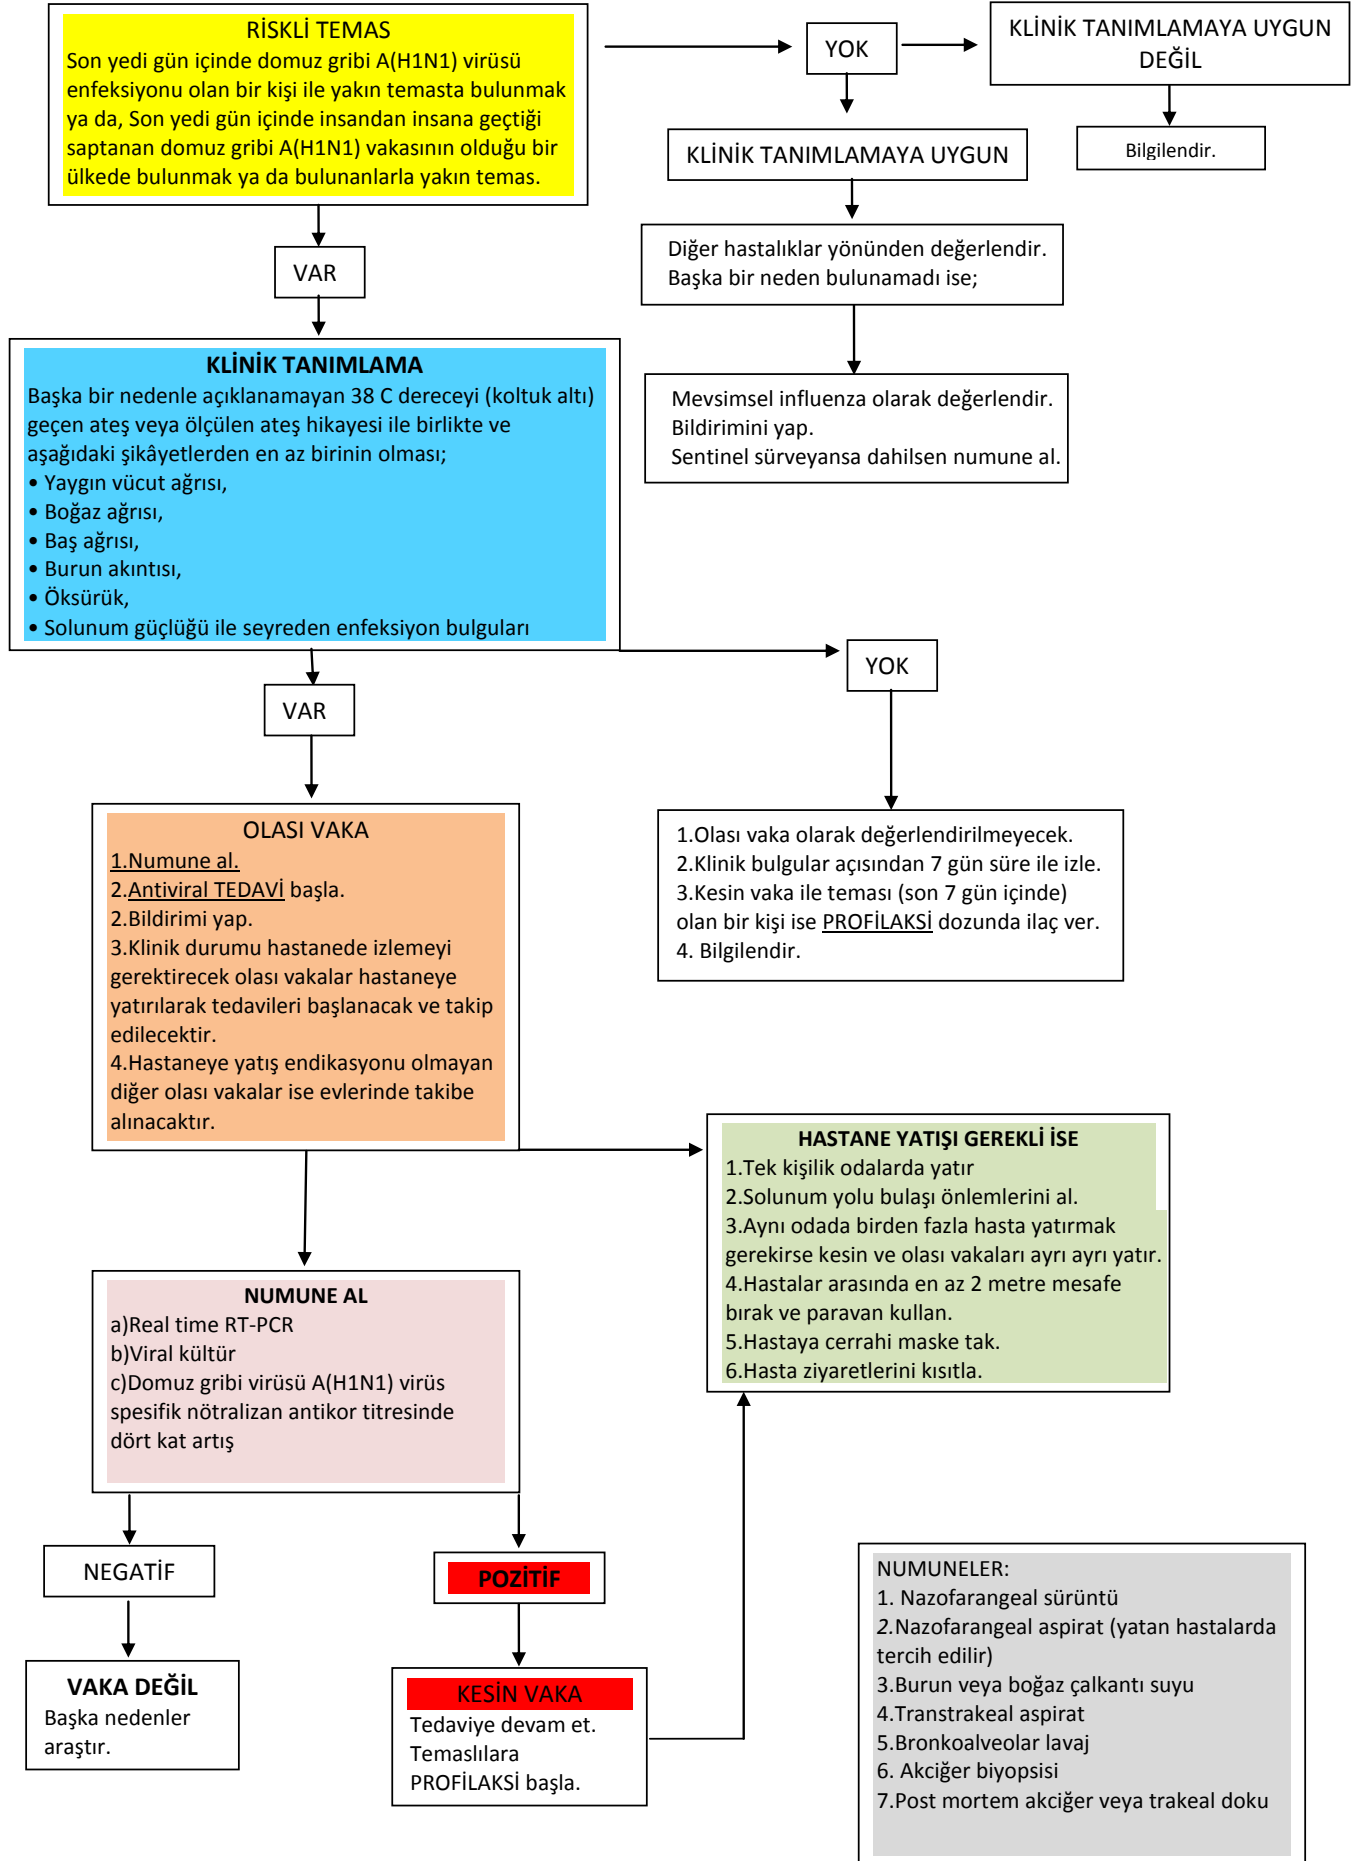 RİSKLİ TEMAS
Son yedi gün içinde domuz gribi A(H1N1) virüsü
enfeksiyonu olan bir kişi ile yakın temasta bulunmak
ya da, Son yedi gün içinde insandan insana geçtiği
saptanan domuz gribi A(H1N1) vakasının olduğu bir
ülkede bulunmak ya da bulunanlarla yakın temas.
YOK
KLİNİK TANIMLAMAYA UYGUN
DEĞİL
Bilgilendir.
KLİNİK TANIMLAMAYA UYGUN
Diğer hastalıklar yönünden değerlendir.
Başka bir neden bulunamadı ise;
Mevsimsel influenza olarak değerlendir.
Bildirimini yap.
Sentinel sürveyansa dahilsen numune al.
VAR
KLİNİK TANIMLAMA
Başka bir nedenle açıklanamayan 38 C dereceyi (koltuk altı)
geçen ateş veya ölçülen ateş hikayesi ile birlikte ve
aşağıdaki şikâyetlerden en az birinin olması;
• Yaygın vücut ağrısı,
• Boğaz ağrısı,
• Baş ağrısı,
• Burun akıntısı,
• Öksürük,
• Solunum güçlüğü ile seyreden enfeksiyon bulguları
YOK
VAR
1.Olası vaka olarak değerlendirilmeyecek.
2.Klinik bulgular açısından 7 gün süre ile izle.
3.Kesin vaka ile teması (son 7 gün içinde)
olan bir kişi ise PROFİLAKSİ dozunda ilaç ver.
4. Bilgilendir.
OLASI VAKA
1.Numune al.
2.Antiviral TEDAVİ başla.
2.Bildirimi yap.
3.Klinik durumu hastanede izlemeyi
gerektirecek olası vakalar hastaneye
yatırılarak tedavileri başlanacak ve takip
edilecektir.
4.Hastaneye yatış endikasyonu olmayan
diğer olası vakalar ise evlerinde takibe
alınacaktır.
HASTANE YATIŞI GEREKLİ İSE
1.Tek kişilik odalarda yatır
2.Solunum yolu bulaşı önlemlerini al.
3.Aynı odada birden fazla hasta yatırmak
gerekirse kesin ve olası vakaları ayrı ayrı yatır.
4.Hastalar arasında en az 2 metre mesafe
bırak ve paravan kullan.
5.Hastaya cerrahi maske tak.
6.Hasta ziyaretlerini kısıtla.
NUMUNE AL
a)Real time RT-PCR
b)Viral kültür
c)Domuz gribi virüsü A(H1N1) virüs
spesifik nötralizan antikor titresinde
dört kat artış
NEGATİF
POZİTİF
VAKA DEĞİL
Başka nedenler
araştır.
KESİN VAKA
Tedaviye devam et.
Temaslılara
PROFİLAKSİ başla.
NUMUNELER:
1. Nazofarangeal sürüntü
2.Nazofarangeal aspirat (yatan hastalarda
tercih edilir)
3.Burun veya boğaz çalkantı suyu
4.Transtrakeal aspirat
5.Bronkoalveolar lavaj
6. Akciğer biyopsisi
7.Post mortem akciğer veya trakeal doku